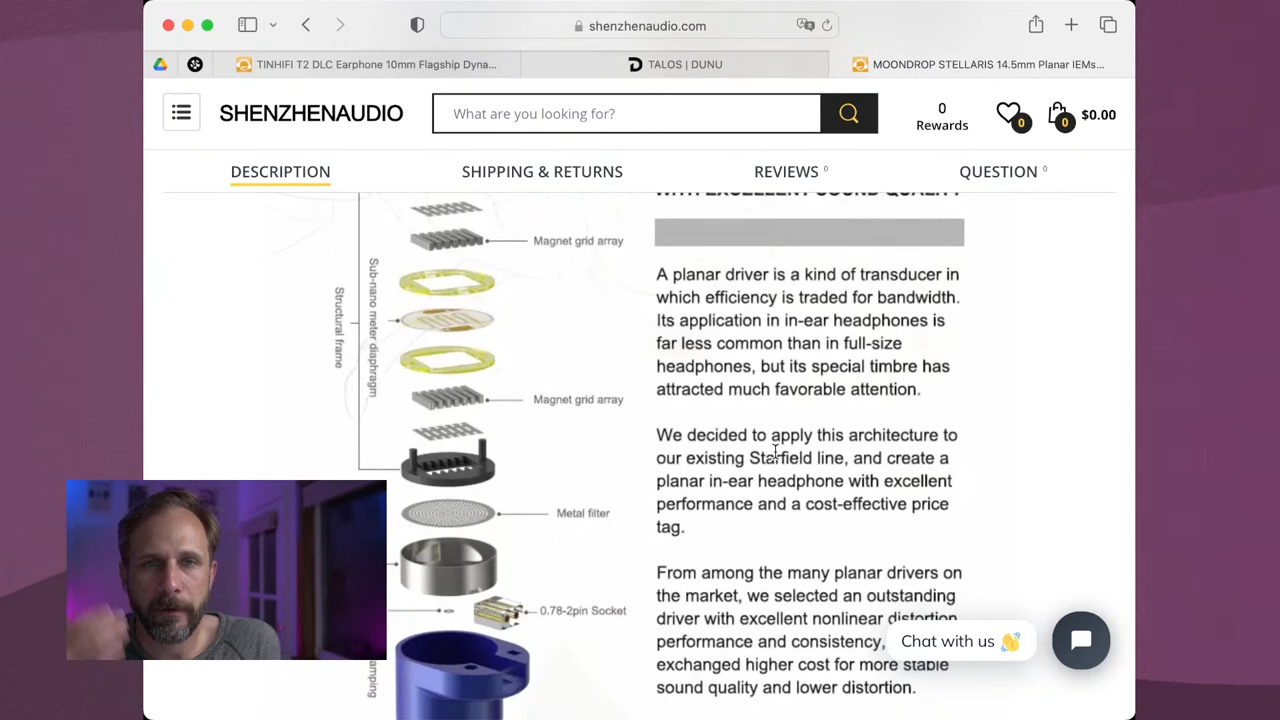 shenzhenaudio.com
TINHIFI T2 DLC Earphone 10mm Flagship Dyna...
TALOS | DUNU
MOONDROP STELLARIS 14.5mm Planar IEMs...
SHENZHENAUDIO
What are you looking for?
0
Rewards
0
0
$0.00
DESCRIPTION
SHIPPING & RETURNS
REVIEWS 0
QUESTION 0
WITH EXCELLENT SOUND QUALITY
Magnet grid array
Sub-nano meter diaphragm
Structural frame
Magnet grid array
Metal filter
0.78-2pin Socket
A planar driver is a kind of transducer in
which efficiency is traded for bandwidth.
Its application in in-ear headphones is
far less common than in full-size
headphones, but its special timbre has
attracted much favorable attention.
We decided to apply this architecture to
our existing Starfield line, and create a
planar in-ear headphone with excellent
performance and a cost-effective price
tag.
From among the many planar drivers on
the market, we selected an outstanding
driver with excellent nonlinear distortion
performance and consistency,
exchanged higher cost for more stable
sound quality and lower distortion.
Chat with us 👋